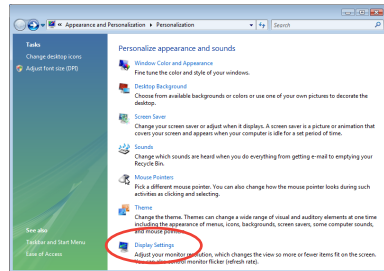 « Appearance and Personalization ▸ Personalization
Search
Tasks
Change desktop icons
Adjust font size (DPI)
See also
Taskbar and Start Menu
Ease of Access
Personalize appearance and sounds
Window Color and Appearance
Fine tune the color and style of your windows.
Desktop Background
Choose from available backgrounds or colors or use one of your own pictures to decorate the
desktop.
Screen Saver
Change your screen saver or adjust when it displays. A screen saver is a picture or animation that
covers your screen and appears when your computer is idle for a set period of time.
Sounds
Change which sounds are heard when you do everything from getting e-mail to emptying your
Recycle Bin.
Mouse Pointers
Pick a different mouse pointer. You can also change how the mouse pointer looks during such
activities as clicking and selecting.
Theme
Change the theme. Themes can change a wide range of visual and auditory elements at one time
including the appearance of menus, icons, backgrounds, screen savers, some computer sounds,
and mouse pointers.
Display Settings
Adjust your monitor resolution, which changes the view so more or fewer items fit on the screen.
You can also control monitor flicker (refresh rate).